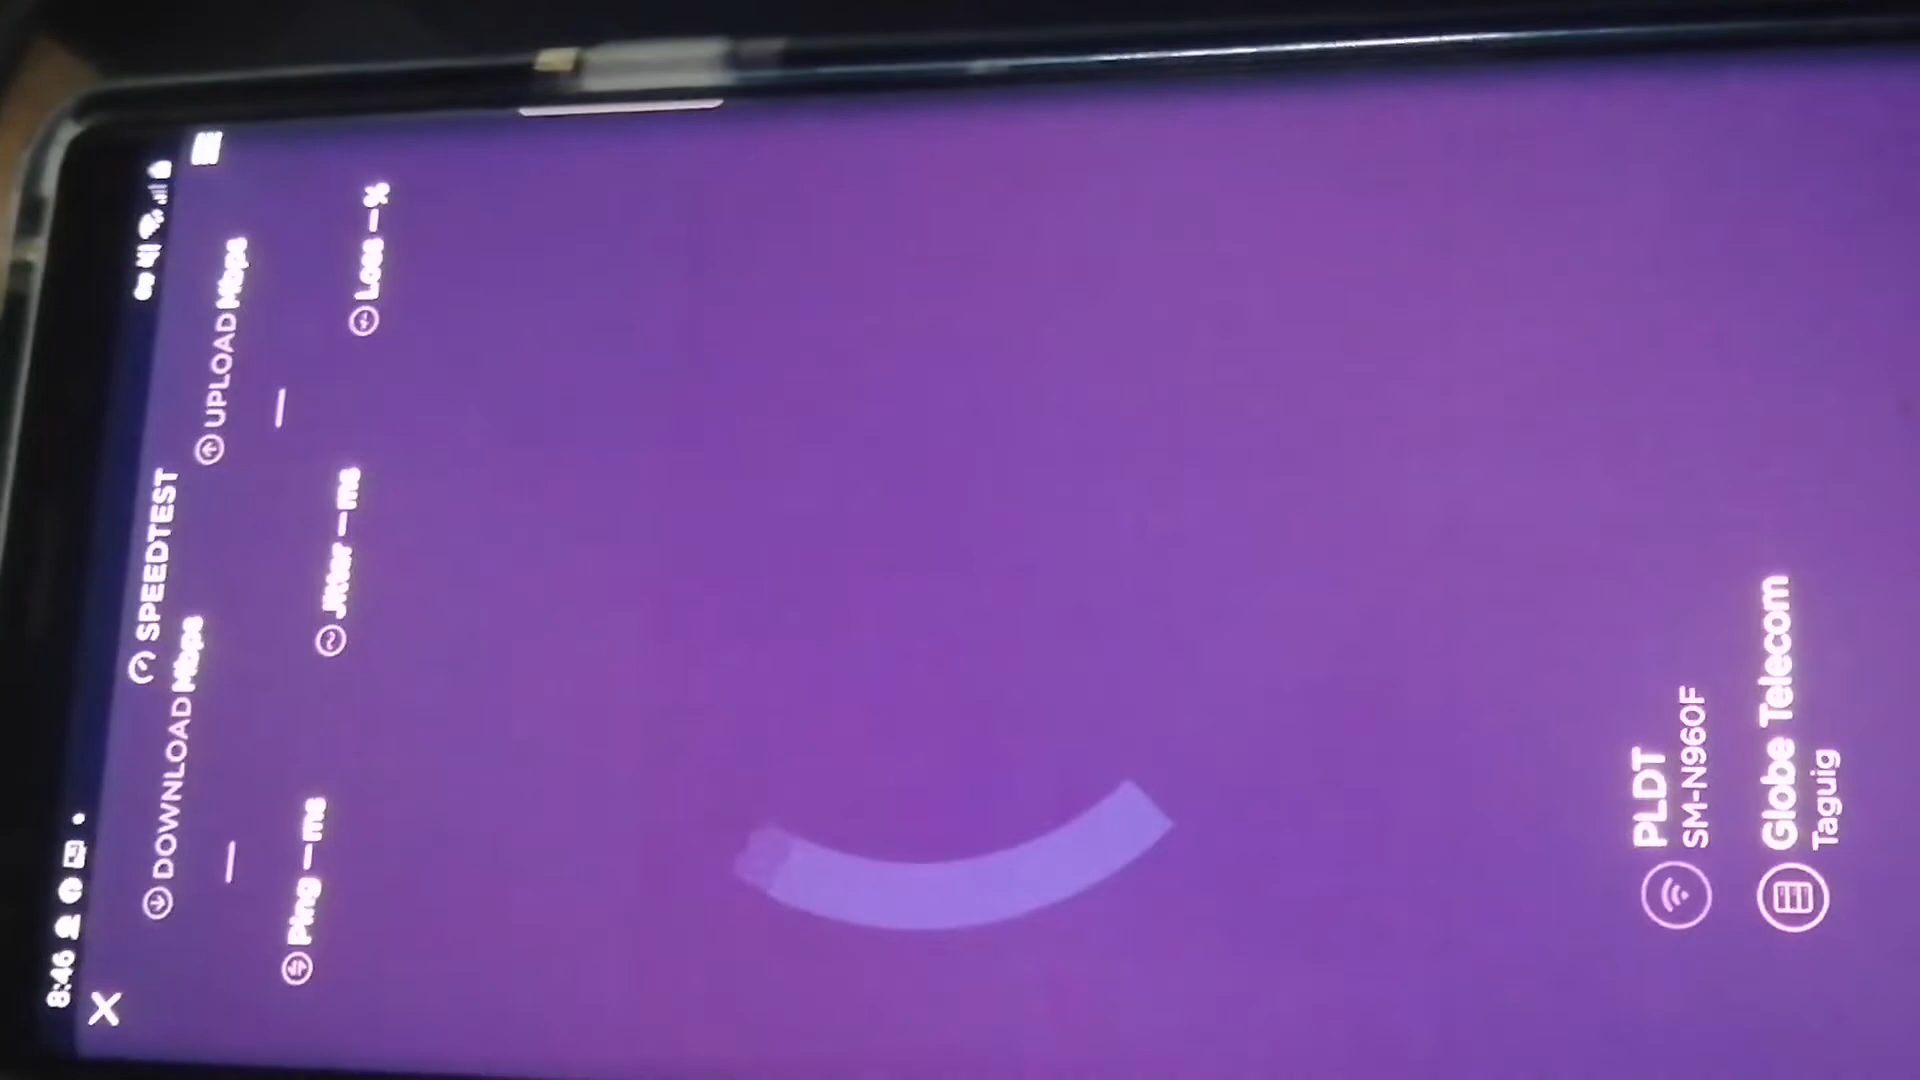 8:46
SPEEDTEST
DOWNLOAD Mbps
UPLOAD Mbps
—
—
Ping — ms
Jitter — ms
Loss — %
PLDT
SM-N960F
Globe Telecom
Taguig